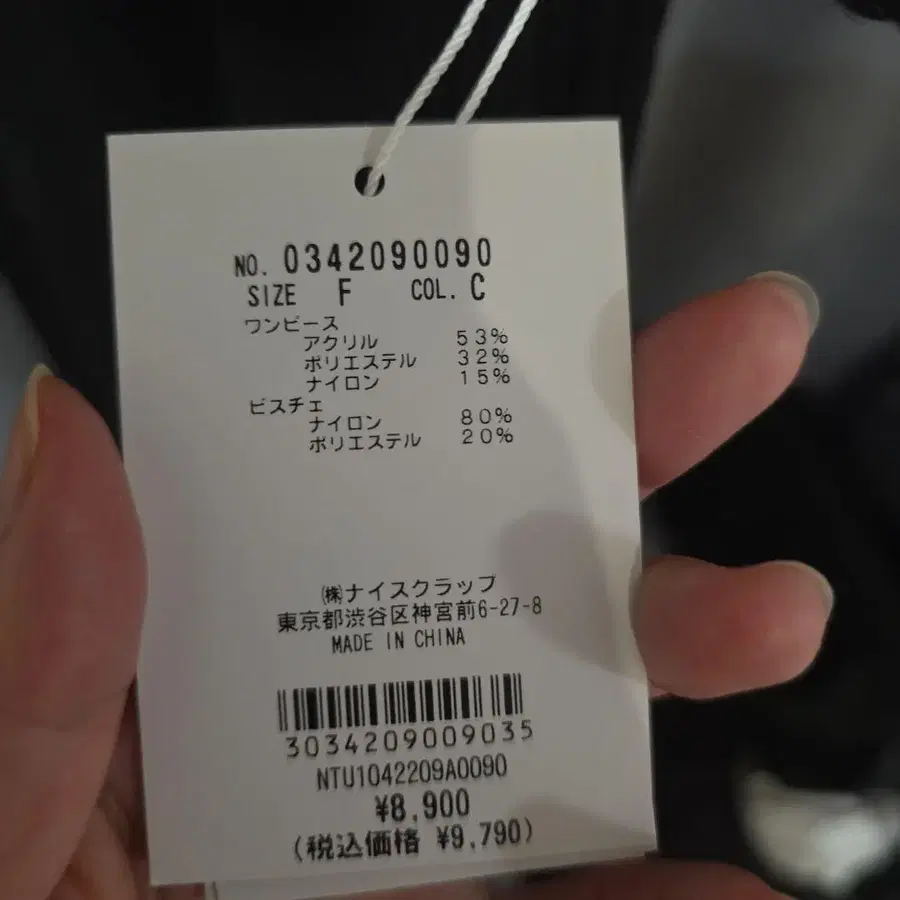 NO. 0342090090
SIZE F COL. C
ワンピース
アクリル 53%
ポリエステル 32%
ナイロン 15%
ビスチェ
ナイロン 80%
ポリエステル 20%
㈱ナイスクラップ
東京都渋谷区神宮前6-27-8
MADE IN CHINA
3034209009035
NTU1042209A0090
¥8,900
(税込価格 ¥9,790)